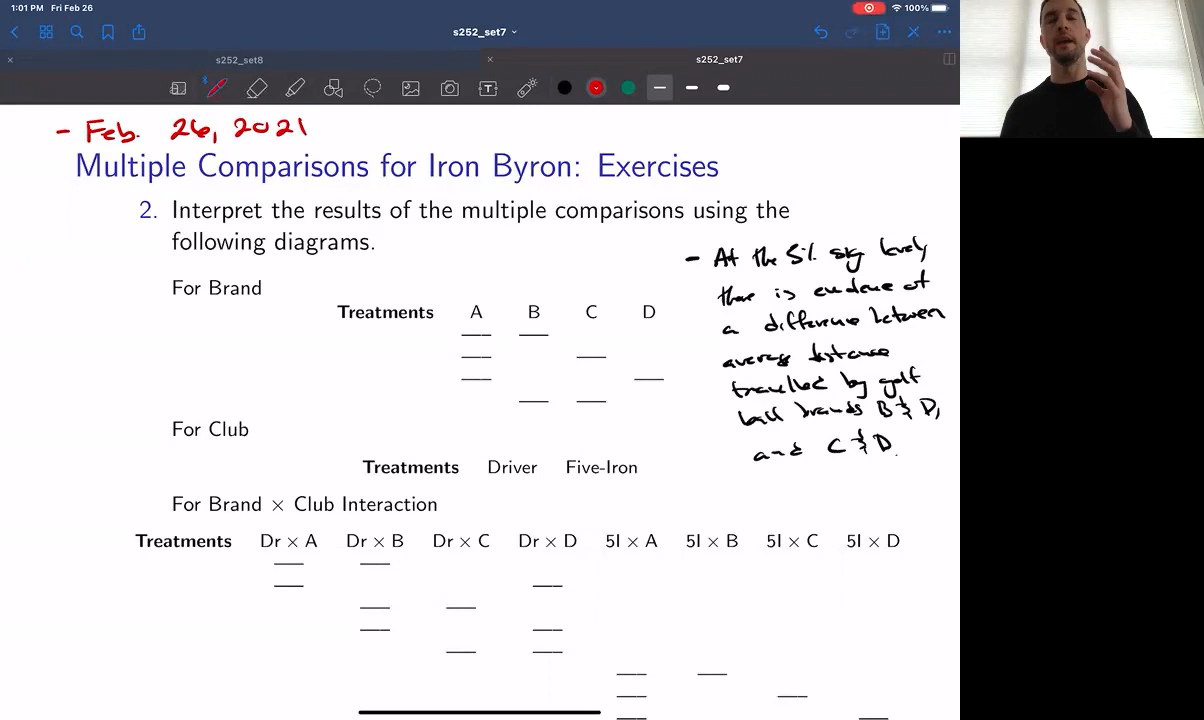 1:01 PM Fri Feb 26
100%
s252_set7
s252_set8
s252_set7
- Feb. 26, 2021
Multiple Comparisons for Iron Byron: Exercises
2. Interpret the results of the multiple comparisons using the
following diagrams.
- At the 5% sig level,
there is evidence of
a difference between
average distance
travelled by golf
ball brands B & D,
and C & D.
For Brand
Treatments A B C D
For Club
Treatments Driver Five-Iron
For Brand × Club Interaction
Treatments Dr × A Dr × B Dr × C Dr × D 5I × A 5I × B 5I × C 5I × D